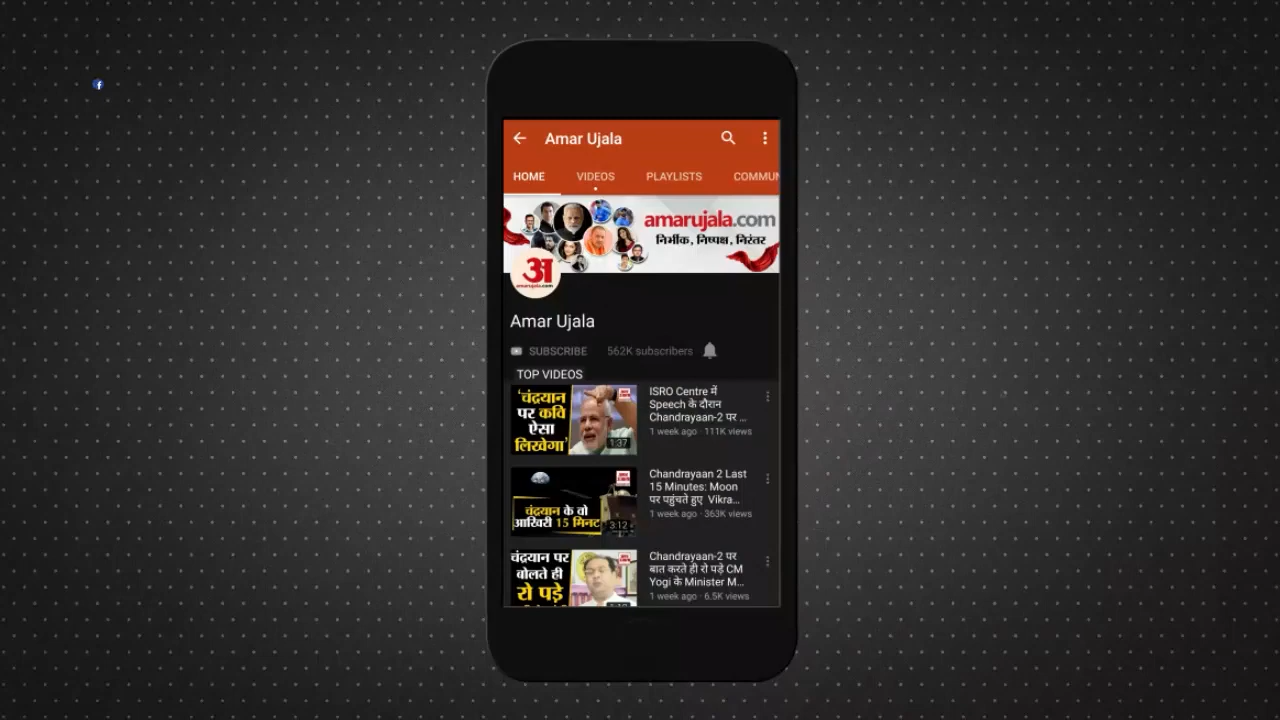 Amar Ujala
HOME VIDEOS PLAYLISTS COMMUN
amarujala.com
निर्भीक, निष्पक्ष, निरंतर
अ
amarujala.com
Amar Ujala
SUBSCRIBE 562K subscribers
TOP VIDEOS
'चंद्रयान
पर कवि
ऐसा
लिखेगा'
1:37
ISRO Centre में
Speech के दौरान
Chandrayaan-2 पर ...
1 week ago · 111K views
चंद्रयान के वो
आखिरी 15 मिनट
3:12
Chandrayaan 2 Last
15 Minutes: Moon
पर पहुंचते हुए Vikra...
1 week ago · 363K views
चंद्रयान पर
बोलते ही
रो पड़े
Chandrayaan-2 पर
बात करते ही रो पड़े CM
Yogi के Minister M...
1 week ago · 6.5K views